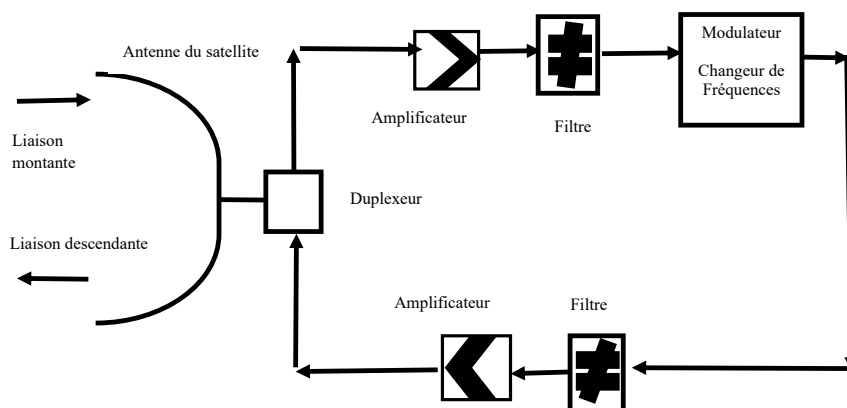 Antenne du satellite
Modulateur
Changeur de
Fréquences
Amplificateur
Filtre
Liaison
montante
Duplexeur
Liaison descendante
Amplificateur
Filtre